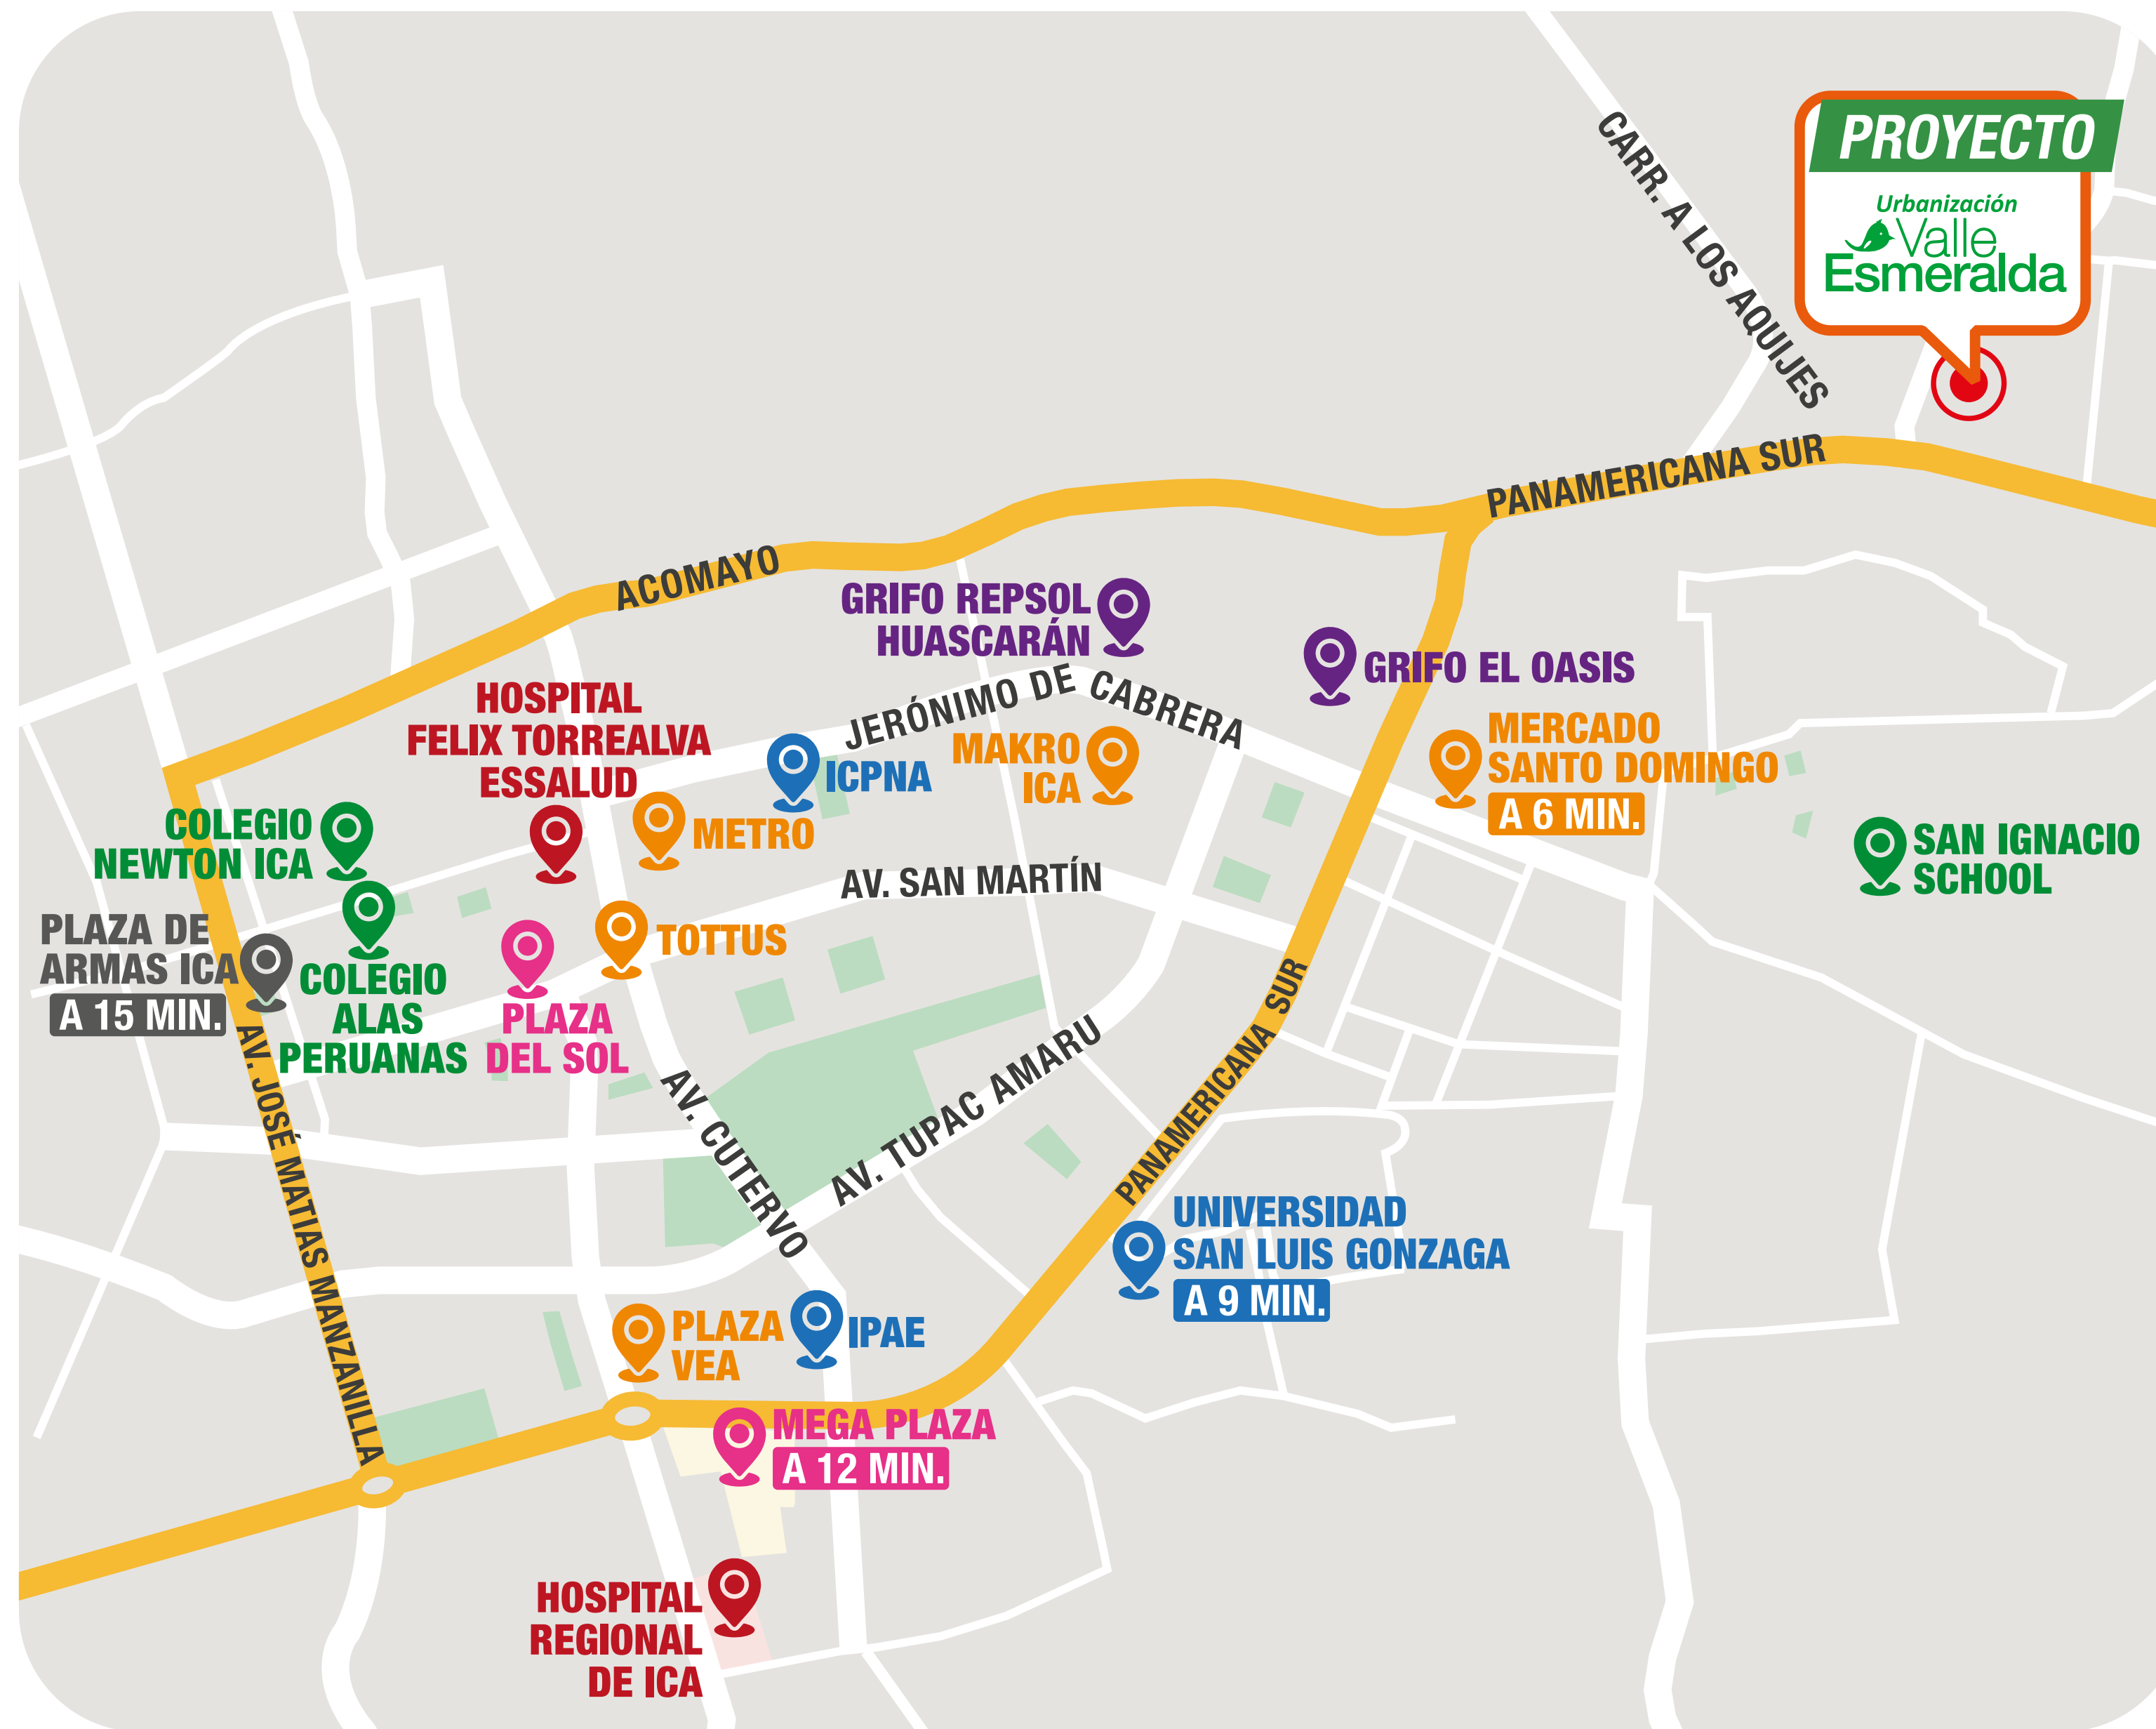 PROYECTO
Urbanización
Valle
Esmeralda
CARR. A LOS AQUIJES
PANAMERICANA SUR
ACOMAYO
GRIFO REPSOL
HUASCARÁN
GRIFO EL OASIS
JERÓNIMO DE CABRERA
HOSPITAL
FELIX TORREALVA
ESSALUD
ICPNA
MAKRO
ICA
MERCADO
SANTO DOMINGO
A 6 MIN.
METRO
COLEGIO
NEWTON ICA
SAN IGNACIO
SCHOOL
AV. SAN MARTÍN
PLAZA DE
ARMAS ICA
A 15 MIN.
COLEGIO
ALAS
PERUANAS
TOTTUS
PLAZA
DEL SOL
AV. JOSÉ MATIAS MANZANILLA
AV. CUTERVO
AV. TUPAC AMARU
PANAMERICANA SUR
UNIVERSIDAD
SAN LUIS GONZAGA
A 9 MIN.
PLAZA
VEA
IPAE
MEGA PLAZA
A 12 MIN.
HOSPITAL
REGIONAL
DE ICA